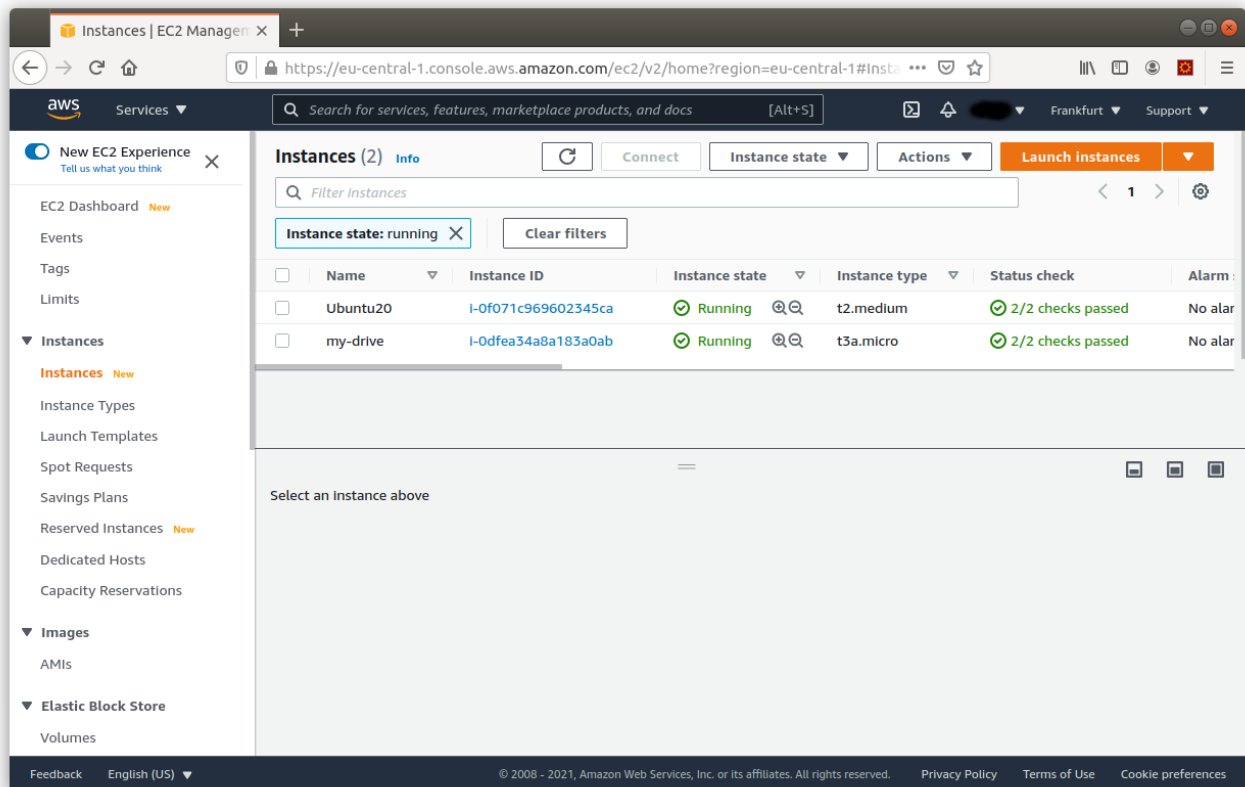 Instances | EC2 Managem
https://eu-central-1.console.aws.amazon.com/ec2/v2/home?region=eu-central-1#Insta
aws Services Search for services, features, marketplace products, and docs [Alt+S] Frankfurt Support
New EC2 Experience
Tell us what you think
EC2 Dashboard New
Events
Tags
Limits
Instances
Instances New
Instance Types
Launch Templates
Spot Requests
Savings Plans
Reserved Instances New
Dedicated Hosts
Capacity Reservations
Images
AMIs
Elastic Block Store
Volumes
Instances (2) Info Connect Instance state Actions Launch instances
Filter instances 1
Instance state: running Clear filters
Name Instance ID Instance state Instance type Status check Alarm
Ubuntu20 i-0f071c969602345ca Running t2.medium 2/2 checks passed No alar
my-drive i-0dfea34a8a183a0ab Running t3a.micro 2/2 checks passed No alar
Select an instance above
Feedback English (US) © 2008 - 2021, Amazon Web Services, Inc. or its affiliates. All rights reserved. Privacy Policy Terms of Use Cookie preferences